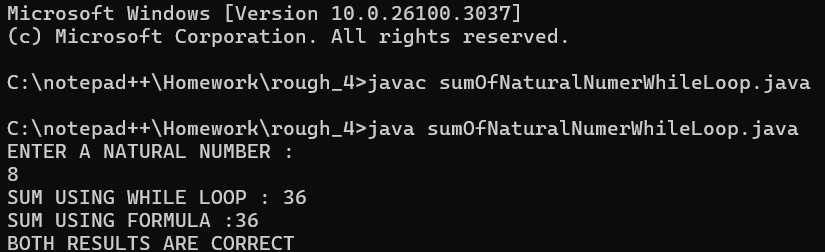 Microsoft Windows [Version 10.0.26100.3037]
(c) Microsoft Corporation. All rights reserved.
C:\notepad++\Homework\rough_4>javac sumOfNaturalNumerWhileLoop.java
C:\notepad++\Homework\rough_4>java sumOfNaturalNumerWhileLoop.java
ENTER A NATURAL NUMBER :
8
SUM USING WHILE LOOP : 36
SUM USING FORMULA :36
BOTH RESULTS ARE CORRECT